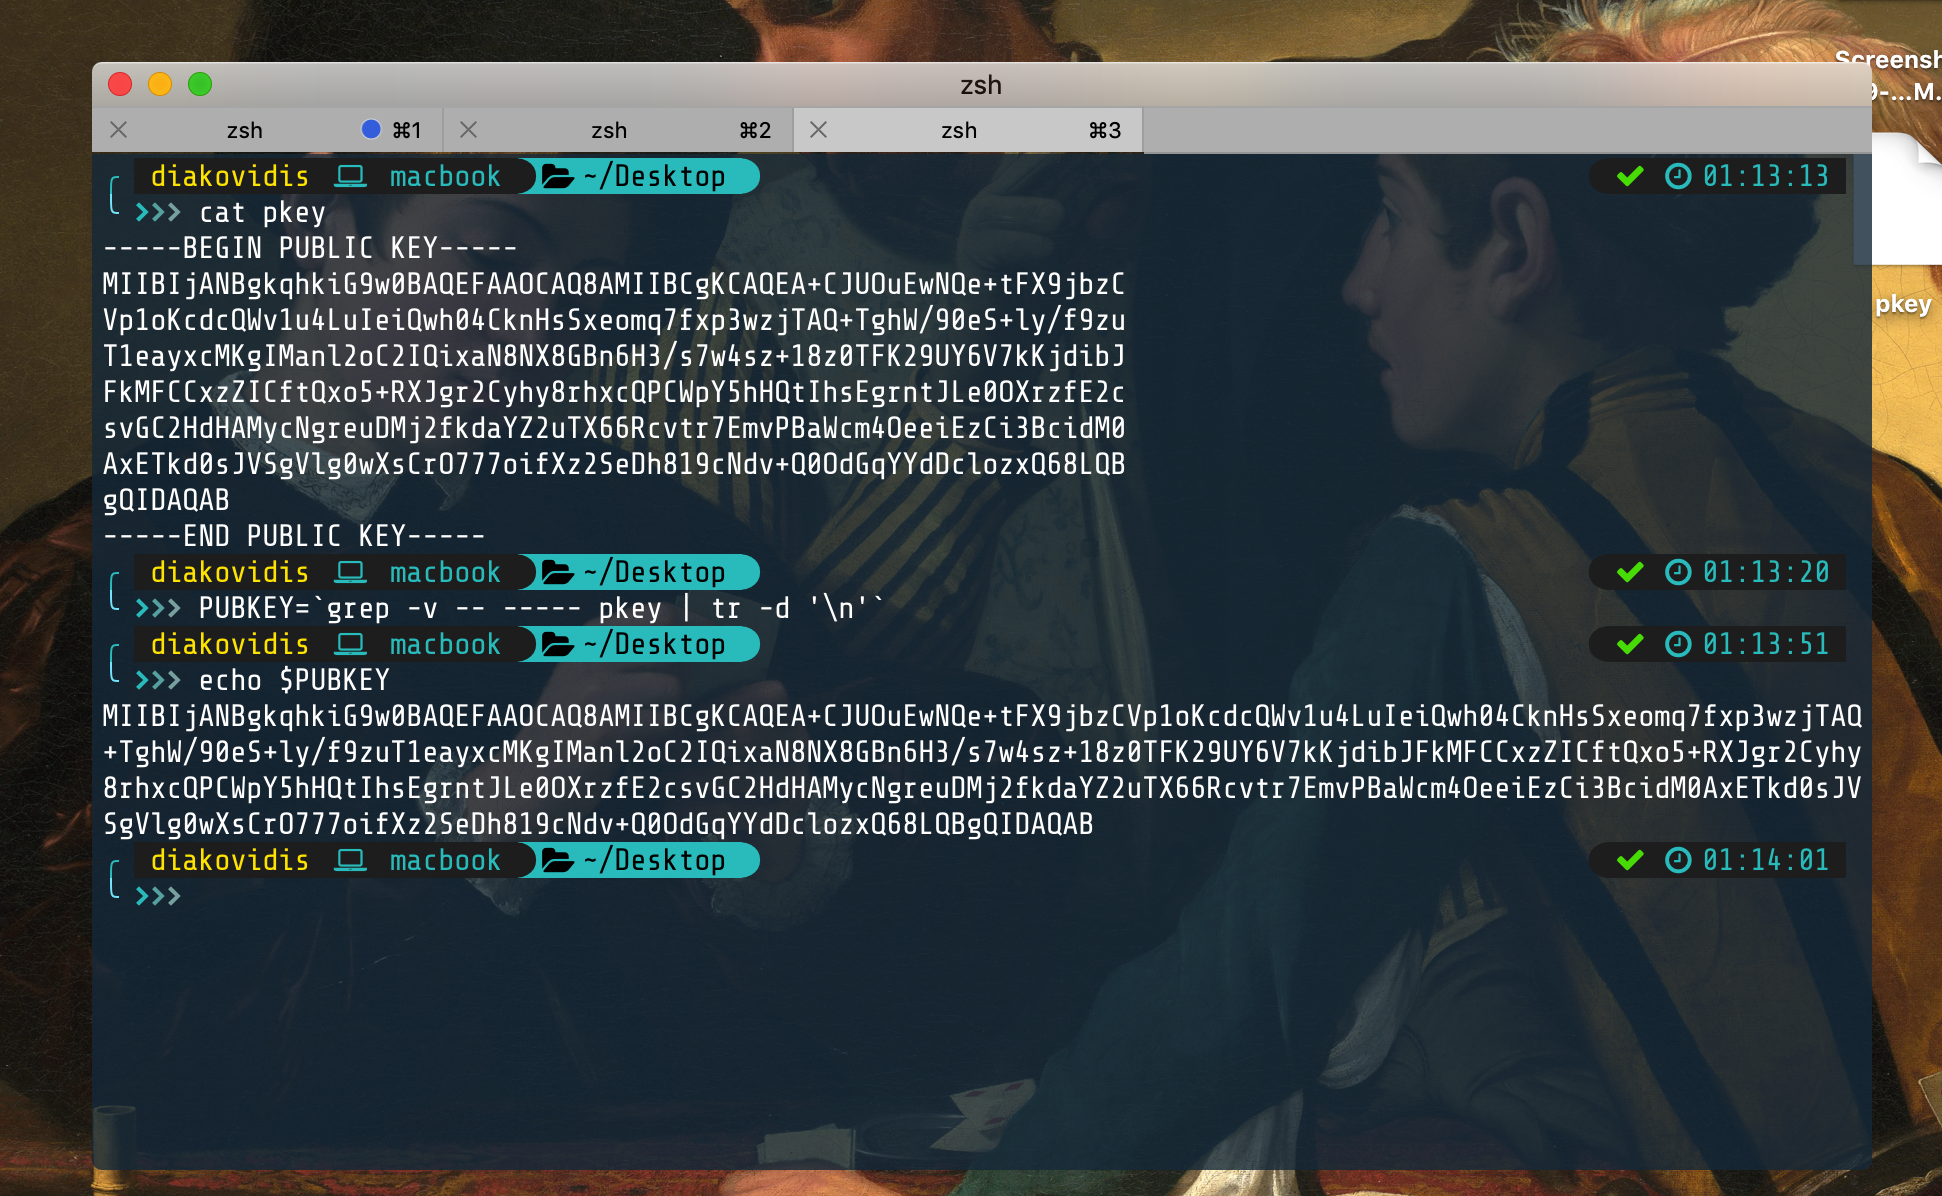 Screensh
zsh
9-...M.
zsh ⌘1 zsh ⌘2 zsh ⌘3
diakovidis macbook ~/Desktop 01:13:13
>>> cat pkey
-----BEGIN PUBLIC KEY-----
MIIBIjANBgkqhkiG9w0BAQEFAAOCAQ8AMIIBCgKCAQEA+CJUOuEwNQe+tFX9jbzC
pkey
Vp1oKcdcQWv1u4LuIeiQwh04CknHsSxeomq7fxp3wzjTAQ+TghW/90eS+ly/f9zu
T1eayxcMKgIManl2oC2IQixaN8NX8GBn6H3/s7w4sz+18z0TFK29UY6V7kKjdibJ
FkMFCCxzZICftQxo5+RXJgr2Cyhy8rhxcQPCWpY5hHQtIhsEgrntJLe0OXrzfE2c
svGC2HdHAMycNgreuDMj2fkdaYZ2uTX66Rcvtr7EmvPBaWcm4OeeiEzCi3BcidM0
AxETkd0sJVSgVlg0wXsCrO777oifXz2SeDh819cNdv+Q0OdGqYYdDclozxQ68LQB
gQIDAQAB
-----END PUBLIC KEY-----
diakovidis macbook ~/Desktop 01:13:20
>>> PUBKEY=`grep -v -- ----- pkey | tr -d '\n'`
diakovidis macbook ~/Desktop 01:13:51
>>> echo $PUBKEY
MIIBIjANBgkqhkiG9w0BAQEFAAOCAQ8AMIIBCgKCAQEA+CJUOuEwNQe+tFX9jbzCVp1oKcdcQWv1u4LuIeiQwh04CknHsSxeomq7fxp3wzjTAQ
+TghW/90eS+ly/f9zuT1eayxcMKgIManl2oC2IQixaN8NX8GBn6H3/s7w4sz+18z0TFK29UY6V7kKjdibJFkMFCCxzZICftQxo5+RXJgr2Cyhy
8rhxcQPCWpY5hHQtIhsEgrntJLe0OXrzfE2csvGC2HdHAMycNgreuDMj2fkdaYZ2uTX66Rcvtr7EmvPBaWcm4OeeiEzCi3BcidM0AxETkd0sJV
SgVlg0wXsCrO777oifXz2SeDh819cNdv+Q0OdGqYYdDclozxQ68LQBgQIDAQAB
diakovidis macbook ~/Desktop 01:14:01
>>>